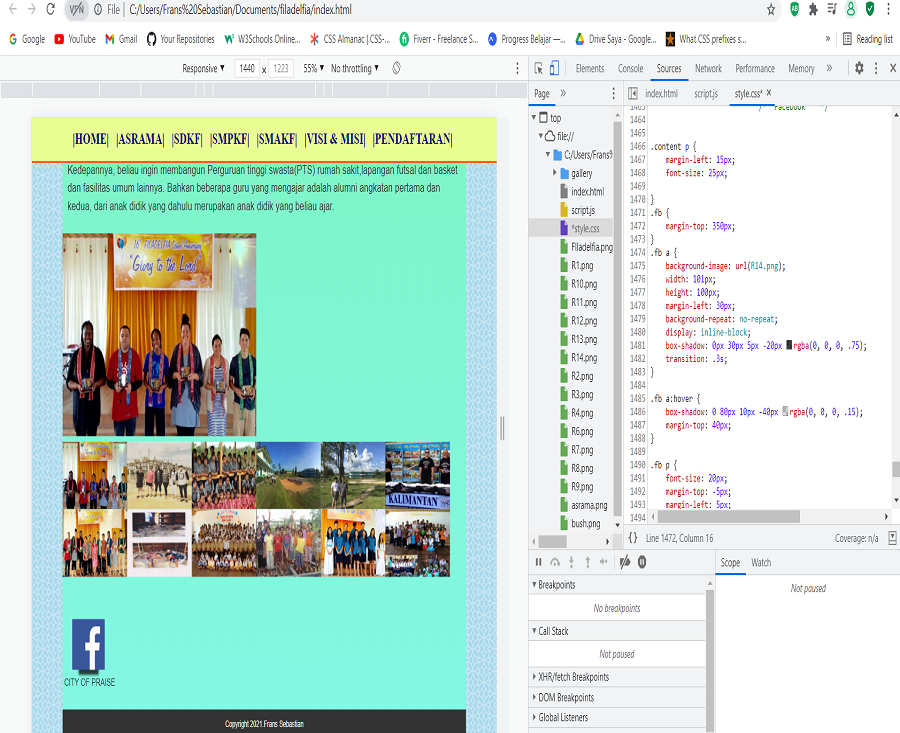 File | C:/Users/Frans%20Sebastian/Documents/filadelfia/index.html
Google YouTube Gmail Your Repositories W3Schools Online... CSS Almanac | CSS-... Fiverr - Freelance S... Progress Belajar —... Drive Saya - Google... What CSS prefixes s... » Reading list
Responsive ▼ 1440 x 1223 55% ▼ No throttling ▼
Elements Console Sources Network Performance Memory »
Page » index.html script.js style.css* ×
|HOME| |ASRAMA| |SDKF| |SMPKF| |SMAKF| |VISI & MISI| |PENDAFTARAN|
Kedepannya, beliau ingin membangun Perguruan tinggi swasta(PTS) rumah sakit,lapangan futsal dan basket
dan fasilitas umum lainnya. Bahkan beberapa guru yang mengajar adalah alumni angkatan pertama dan
kedua, dari anak didik yang dahulu merupakan anak didik yang beliau ajar.
FILADELFIA
"Glory to the Lord"
KALIMANTAN
f
CITY OF PRAISE
Copyright 2021.Frans Sebastian
top
file://
C:/Users/Frans%
gallery
index.html
script.js
*style.css
Filadelfia.png
R1.png
R10.png
R11.png
R12.png
R13.png
R14.png
R2.png
R3.png
R4.png
R6.png
R7.png
R8.png
R9.png
asrama.png
bush.png
1463 /* Facebook */
1464
1465
1466 .content p {
1467 margin-left: 15px;
1468 font-size: 25px;
1469
1470 }
1471 .fb {
1472 margin-top: 350px;
1473 }
1474 .fb a {
1475 background-image: url(R14.png);
1476 width: 101px;
1477 height: 100px;
1478 margin-left: 30px;
1479 background-repeat: no-repeat;
1480 display: inline-block;
1481 box-shadow: 0px 30px 5px -20px rgba(0, 0, 0, .75);
1482 transition: .3s;
1483 }
1484
1485 .fb a:hover {
1486 box-shadow: 0 80px 10px -40px rgba(0, 0, 0, .15);
1487 margin-top: 40px;
1488 }
1489
1490 .fb p {
1491 font-size: 20px;
1492 margin-top: -5px;
1493 margin-left: 5px;
1494
{} Line 1472, Column 16 Coverage: n/a
Breakpoints
No breakpoints
Call Stack
Not paused
XHR/fetch Breakpoints
DOM Breakpoints
Global Listeners
Scope Watch
Not paused